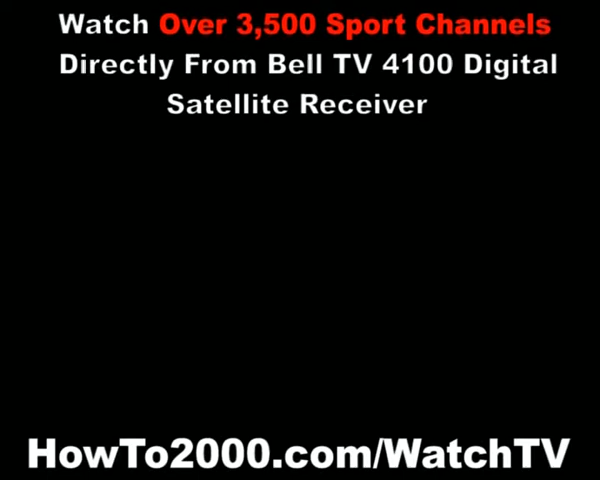 Watch Over 3,500 Sport Channels
Directly From Bell TV 4100 Digital
Satellite Receiver
HowTo2000.com/WatchTV